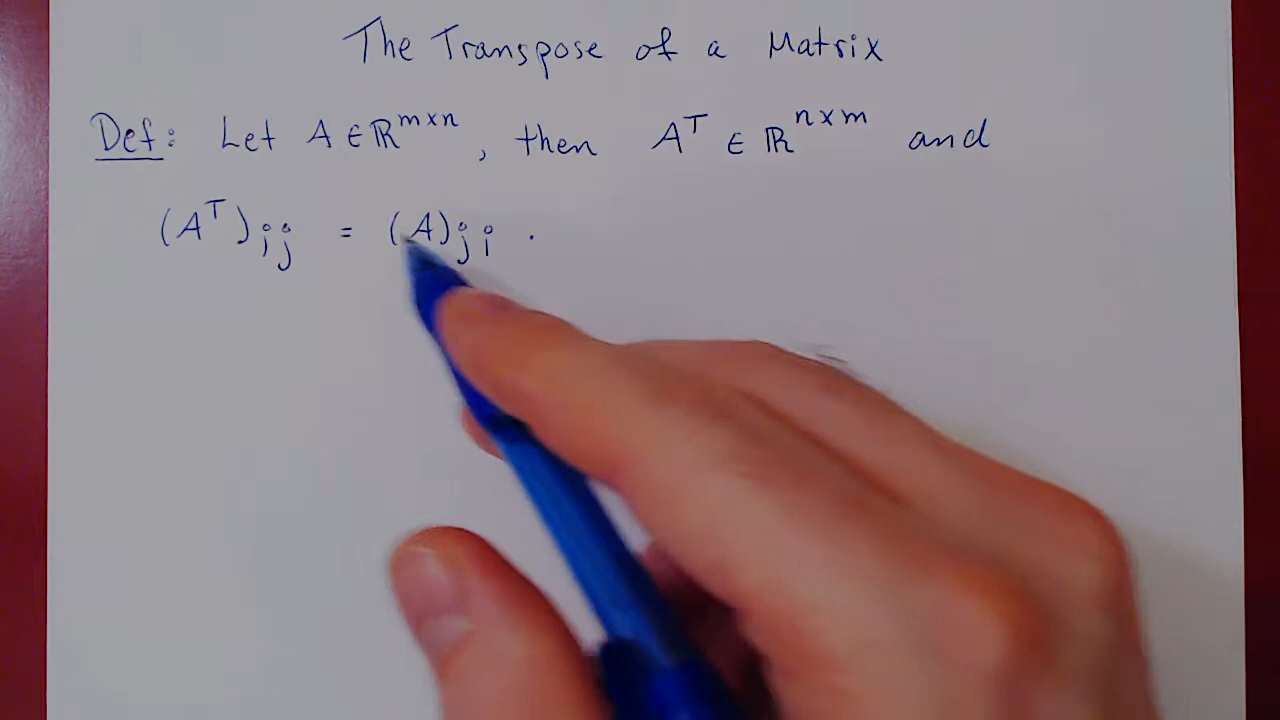 The Transpose of a Matrix
Def: Let A ∈ ℝ^{m×n}, then A^T ∈ ℝ^{n×m} and
(A^T)_{ij} = (A)_{ji}.